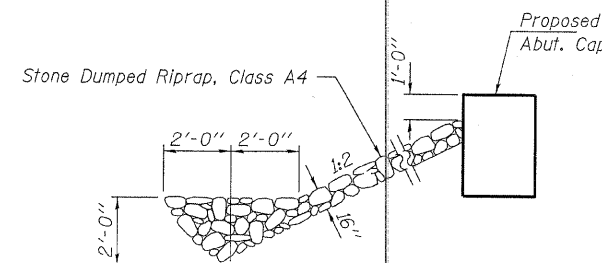 Proposed
Abut. Cap
Stone Dumped Riprap, Class A4
1'-0"
2'-0" 2'-0"
1:2
16"
2'-0"